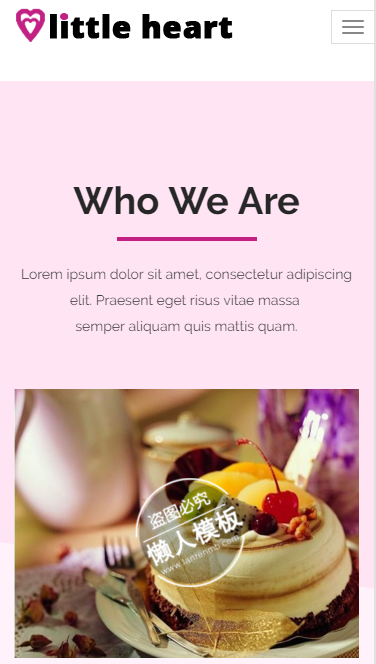 little heart
Who We Are
Lorem ipsum dolor sit amet, consectetur adipiscing
elit. Praesent eget risus vitae massa
semper aliquam quis mattis quam.
盗图必究
懒人模板
www.lanrenmb.com